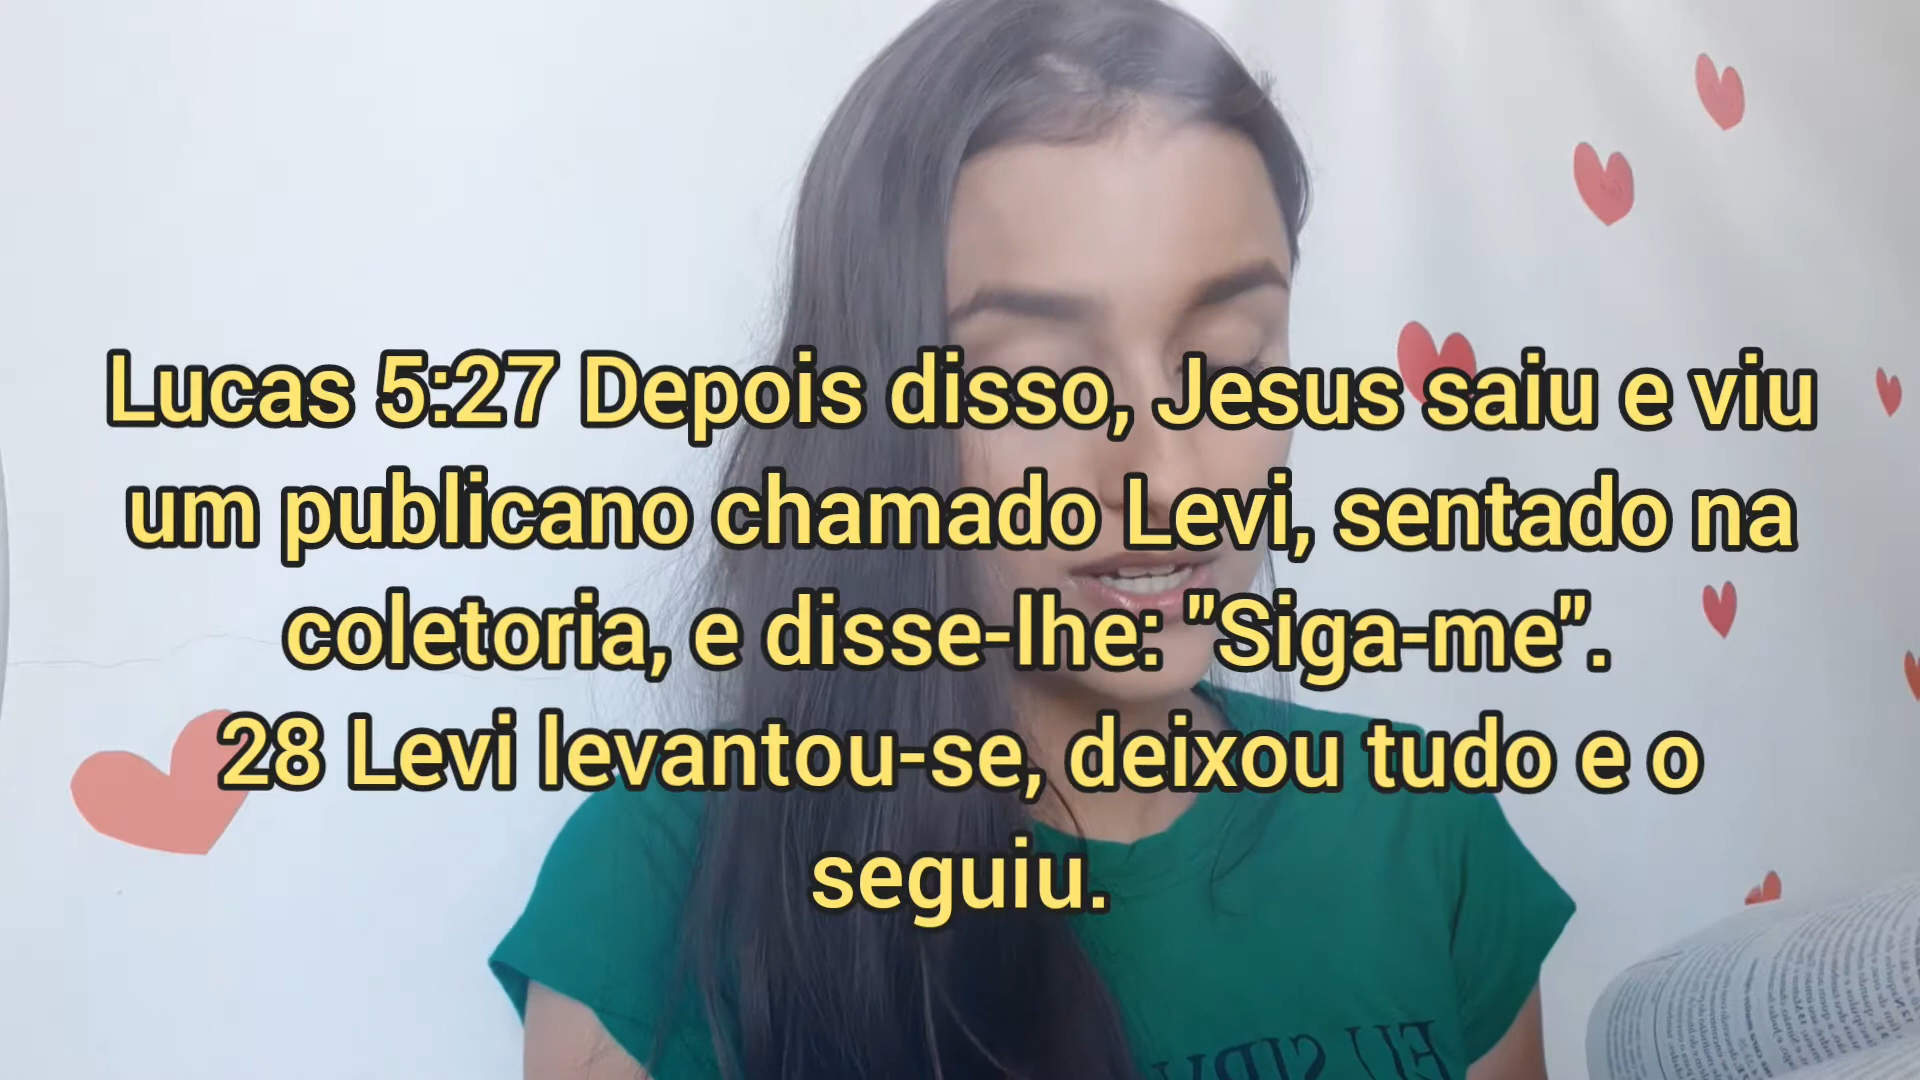 Lucas 5:27 Depois disso, Jesus saiu e viu
um publicano chamado Levi, sentado na
coletoria, e disse-lhe: "Siga-me".
28 Levi levantou-se, deixou tudo e o
seguiu.